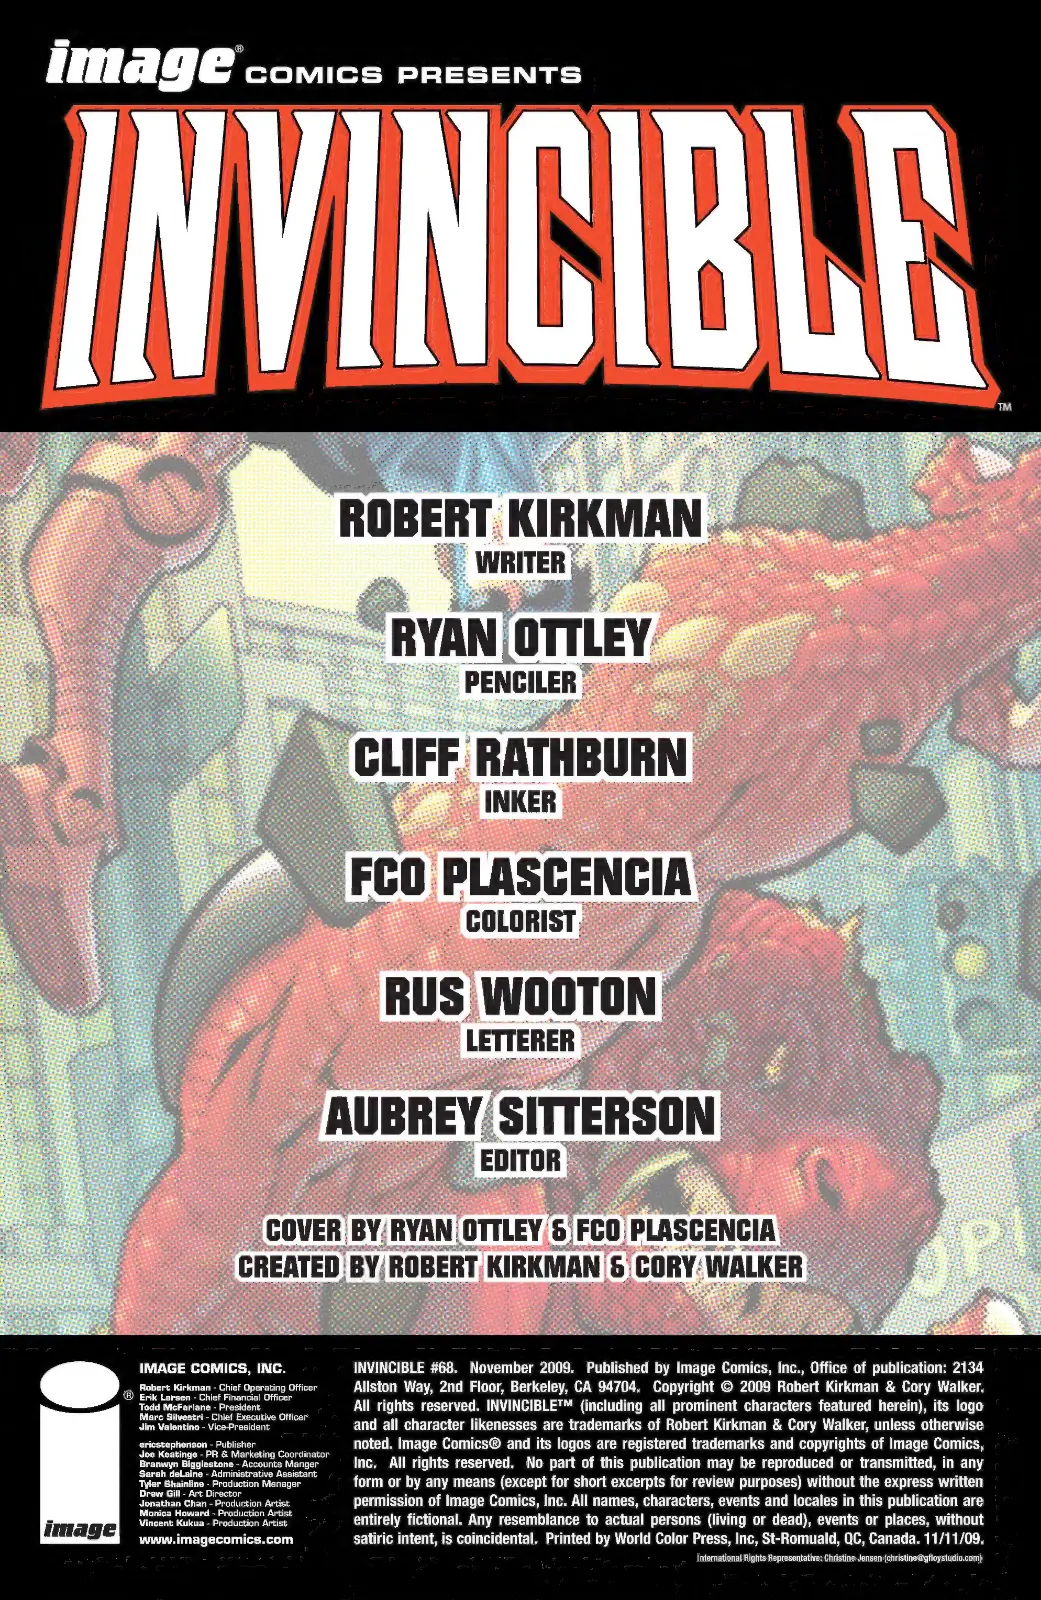 image® COMICS PRESENTS
INVINCIBLE™
ROBERT KIRKMAN
WRITER
RYAN OTTLEY
PENCILER
CLIFF RATHBURN
INKER
FCO PLASCENCIA
COLORIST
RUS WOOTON
LETTERER
AUBREY SITTERSON
EDITOR
COVER BY RYAN OTTLEY & FCO PLASCENCIA
CREATED BY ROBERT KIRKMAN & CORY WALKER
®
image
IMAGE COMICS, INC.
Robert Kirkman - Chief Operating Officer
Erik Larsen - Chief Financial Officer
Todd McFarlane - President
Marc Silvestri - Chief Executive Officer
Jim Valentino - Vice-President
ericstephenson - Publisher
Joe Keatinge - PR & Marketing Coordinator
Branwyn Bigglestone - Accounts Manger
Sarah deLaine - Administrative Assistant
Tyler Shainline - Production Manager
Drew Gill - Art Director
Jonathan Chan - Production Artist
Monica Howard - Production Artist
Vincent Kukua - Production Artist
www.imagecomics.com
INVINCIBLE #68. November 2009. Published by Image Comics, Inc., Office of publication: 2134
Allston Way, 2nd Floor, Berkeley, CA 94704. Copyright © 2009 Robert Kirkman & Cory Walker.
All rights reserved. INVINCIBLE™ (including all prominent characters featured herein), its logo
and all character likenesses are trademarks of Robert Kirkman & Cory Walker, unless otherwise
noted. Image Comics® and its logos are registered trademarks and copyrights of Image Comics,
Inc. All rights reserved. No part of this publication may be reproduced or transmitted, in any
form or by any means (except for short excerpts for review purposes) without the express written
permission of Image Comics, Inc. All names, characters, events and locales in this publication are
entirely fictional. Any resemblance to actual persons (living or dead), events or places, without
satiric intent, is coincidental. Printed by World Color Press, Inc, St-Romuald, QC, Canada. 11/11/09.
International Rights Representative: Christine Jensen (christine@gfloystudio.com)